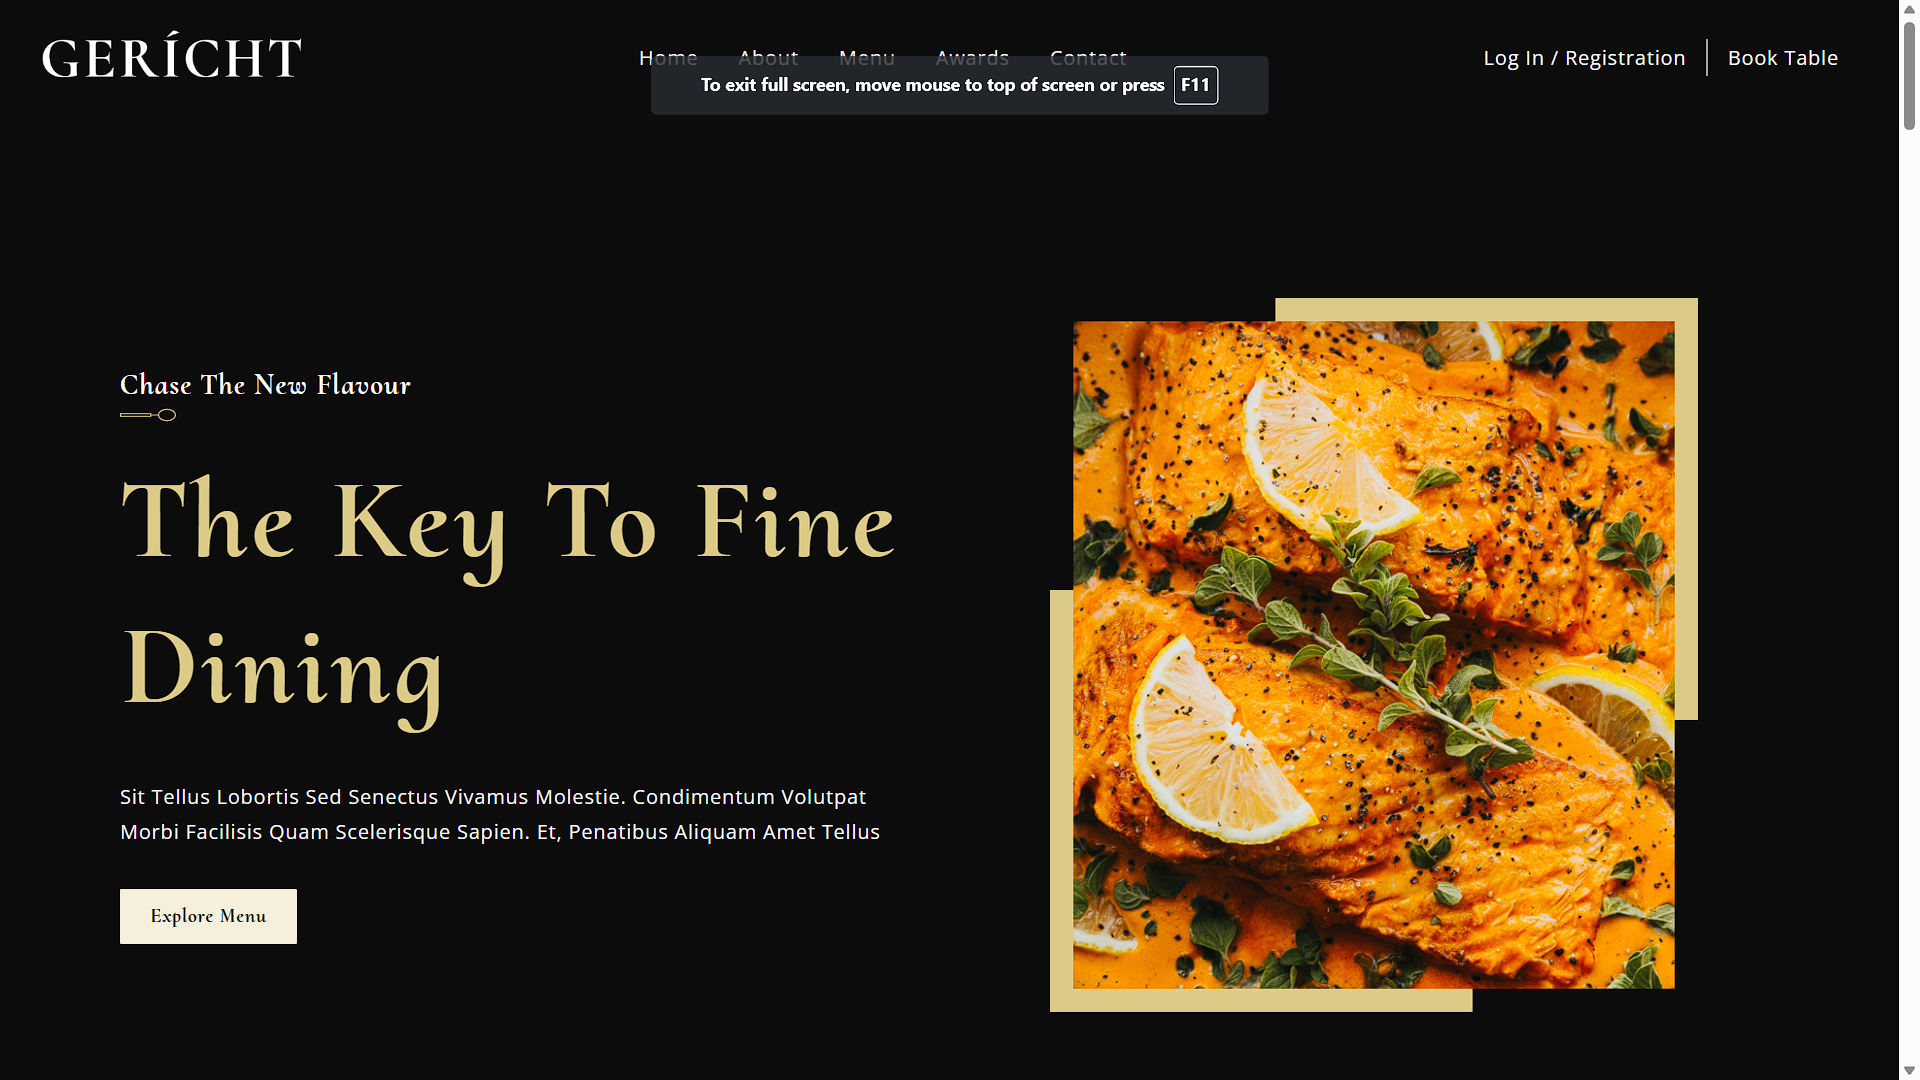 GERÍCHT
Home About Menu Awards Contact
Log In / Registration
Book Table
To exit full screen, move mouse to top of screen or press F11
Chase The New Flavour
The Key To Fine
Dining
Sit Tellus Lobortis Sed Senectus Vivamus Molestie. Condimentum Volutpat
Morbi Facilisis Quam Scelerisque Sapien. Et, Penatibus Aliquam Amet Tellus
Explore Menu